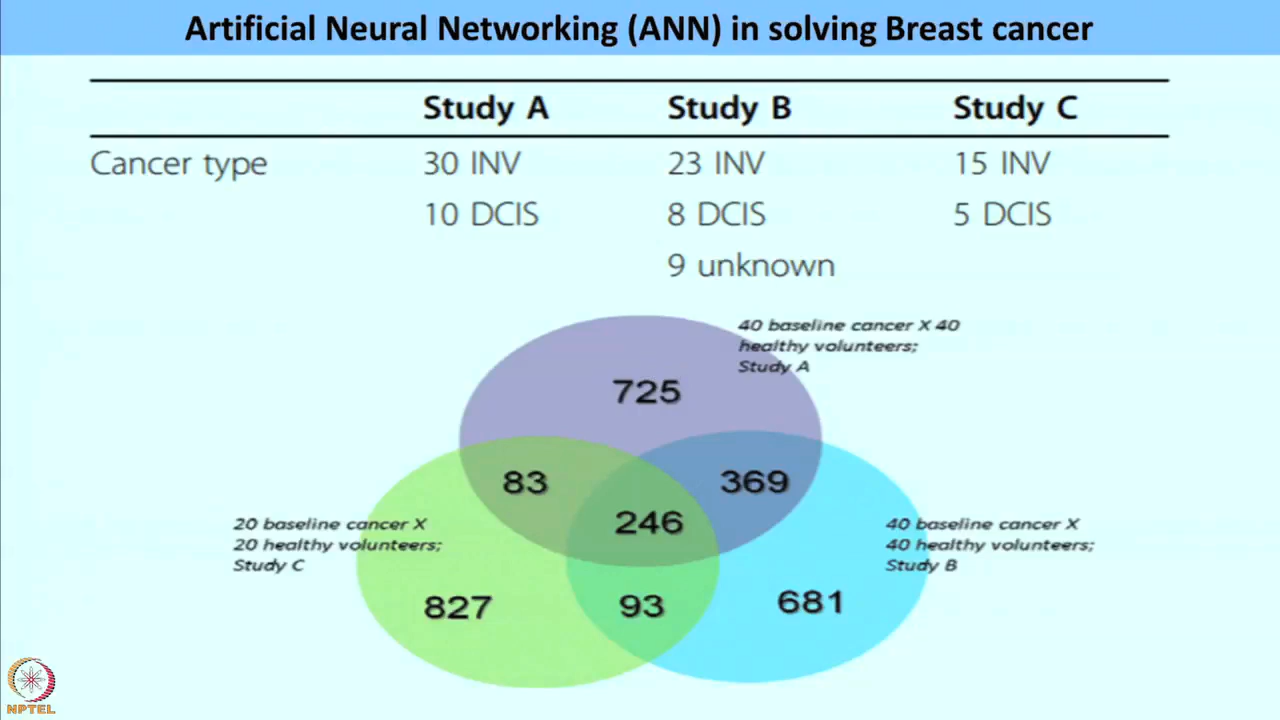 Artificial Neural Networking (ANN) in solving Breast cancer
Study A Study B Study C
Cancer type 30 INV 23 INV 15 INV
10 DCIS 8 DCIS 5 DCIS
9 unknown
40 baseline cancer X 40
healthy volunteers;
Study A
725
83
369
246
20 baseline cancer X
20 healthy volunteers;
Study C
40 baseline cancer X
40 healthy volunteers;
Study B
827
93
681
NPTEL